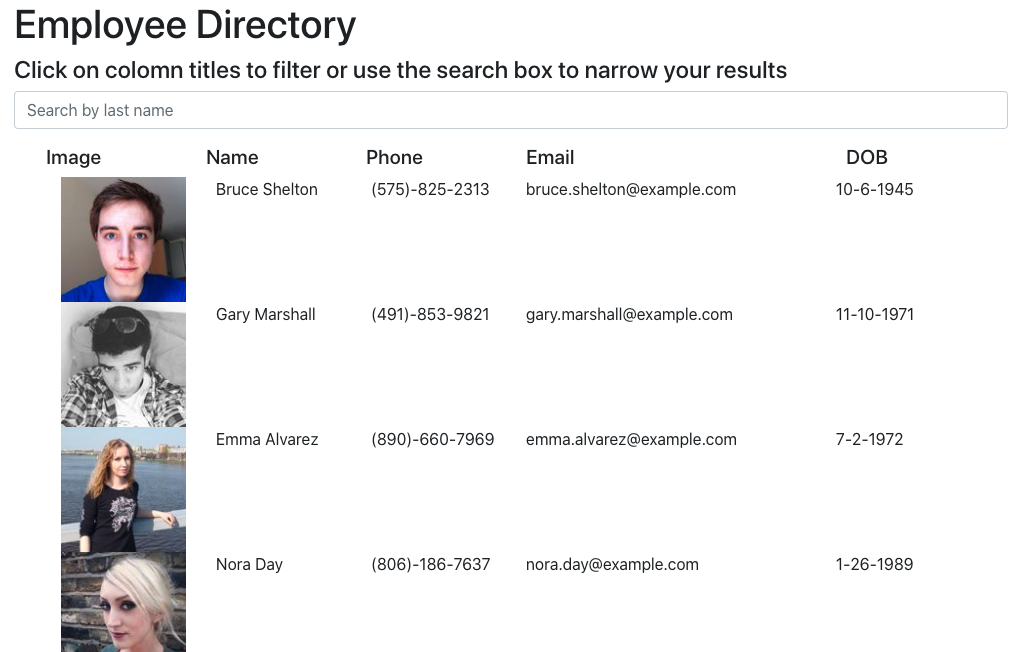 Employee Directory
Click on colomn titles to filter or use the search box to narrow your results
Search by last name
Image Name Phone Email DOB
Bruce Shelton (575)-825-2313 bruce.shelton@example.com 10-6-1945
Gary Marshall (491)-853-9821 gary.marshall@example.com 11-10-1971
Emma Alvarez (890)-660-7969 emma.alvarez@example.com 7-2-1972
Nora Day (806)-186-7637 nora.day@example.com 1-26-1989